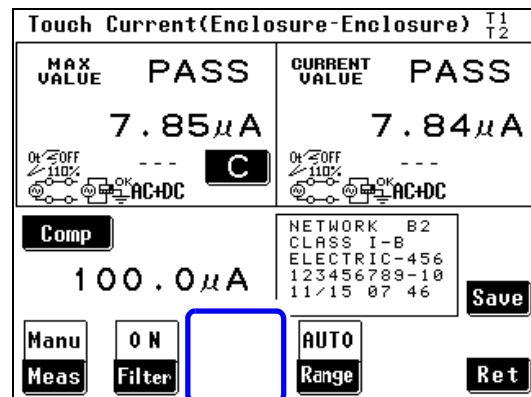 Touch Current(Enclosure-Enclosure) T1
T2
MAX VALUE PASS
7.85µA
0t OFF
110%
---
OK
AC+DC
C
CURRENT VALUE PASS
7.84µA
0t OFF
110%
---
OK
AC+DC
Comp
100.0µA
NETWORK B2
CLASS I-B
ELECTRIC-456
123456789-10
11/15 07 46
Save
Manu
Meas
ON
Filter
AUTO
Range
Ret